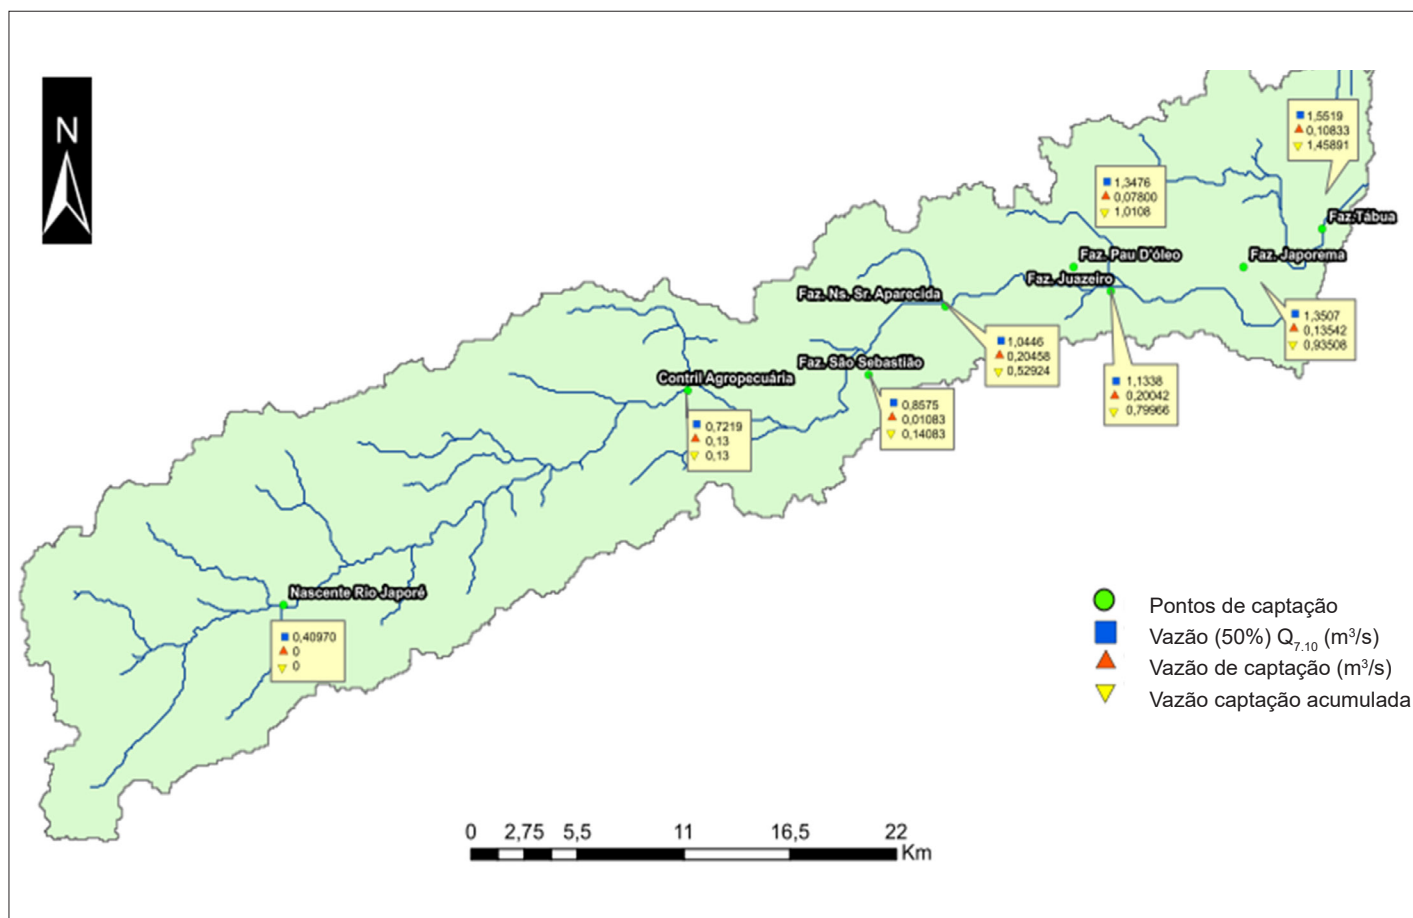 N
1,5519
0,10833
1,45891
1,3476
0,07800
1,0108
Faz.Tábua
Faz. Pau D'óleo
Faz. Japorema
Faz. Juazeiro
Faz. Ns. Sr. Aparecida
1,3507
0,13542
0,93508
1,0446
0,20458
0,52924
Faz. São Sebastião
1,1338
0,20042
0,79966
Contril Agropecuária
0,8575
0,01083
0,14083
0,7219
0,13
0,13
Nascente Rio Japoré
0,40970
0
0
Pontos de captação
Vazão (50%) Q7.10 (m³/s)
Vazão de captação (m³/s)
Vazão captação acumulada
0 2,75 5,5 11 16,5 22
Km